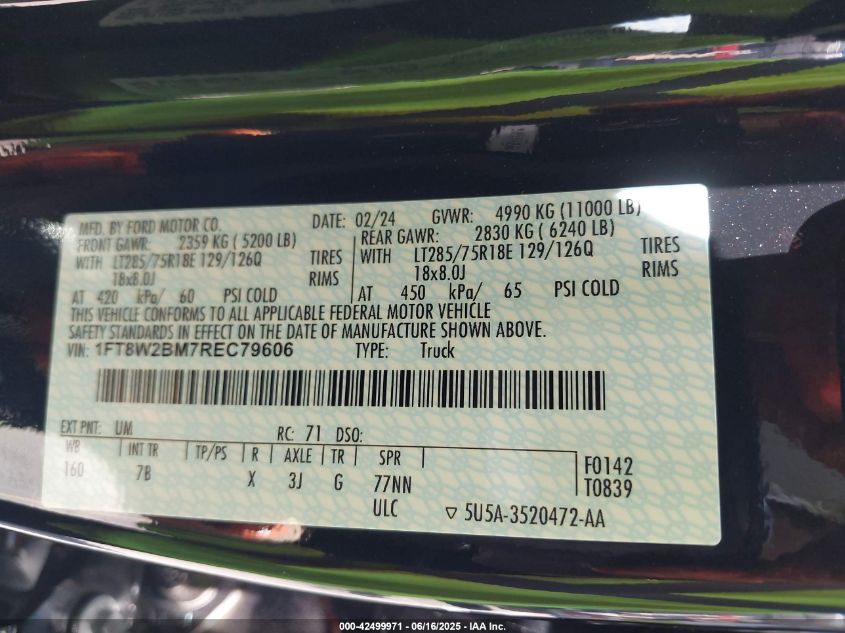 MFD. BY FORD MOTOR CO. DATE: 02/24 GVWR: 4990 KG (11000 LB)
FRONT GAWR: 2359 KG ( 5200 LB) REAR GAWR: 2830 KG ( 6240 LB)
WITH LT285/75R18E 129/126Q TIRES WITH LT285/75R18E 129/126Q TIRES
18x8.0J RIMS 18x8.0J RIMS
AT 420 kPa/ 60 PSI COLD AT 450 kPa/ 65 PSI COLD
THIS VEHICLE CONFORMS TO ALL APPLICABLE FEDERAL MOTOR VEHICLE
SAFETY STANDARDS IN EFFECT ON THE DATE OF MANUFACTURE SHOWN ABOVE.
VIN: 1FT8W2BM7REC79606 TYPE: Truck
EXT PNT: UM RC: 71 DSO:
WB INT TR TP/PS R AXLE TR SPR
160 7B X 3J G 77NN F0142
ULC T0839
▽ 5U5A-3520472-AA
000-42499971 - 06/16/2025 - IAA Inc.